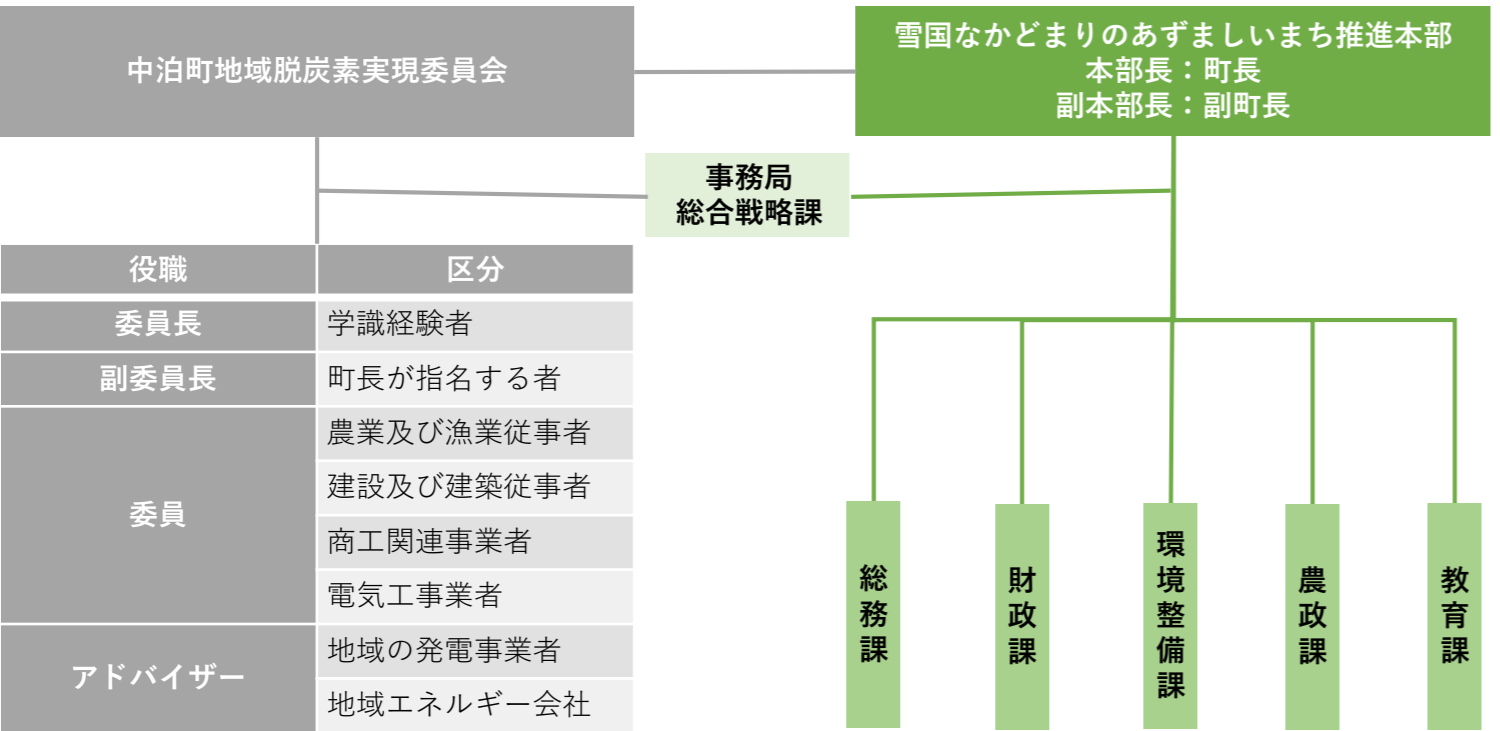 中泊町地域脱炭素実現委員会
雪国なかどまりのあずましいまち推進本部
本部長：町長
副本部長：副町長
事務局
総合戦略課
役職
区分
委員長
学識経験者
副委員長
町長が指名する者
委員
農業及び漁業従事者
建設及び建築従事者
商工関連事業者
電気工事業者
アドバイザー
地域の発電事業者
地域エネルギー会社
総務課
財政課
環境整備課
農政課
教育課